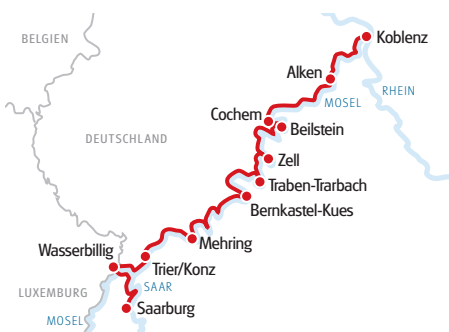 BELGIEN
Koblenz
Alken
RHEIN
MOSEL
Cochem
Beilstein
DEUTSCHLAND
Zell
Traben-Trarbach
Bernkastel-Kues
Mehring
Wasserbillig
Trier/Konz
SAAR
LUXEMBURG
Saarburg
MOSEL